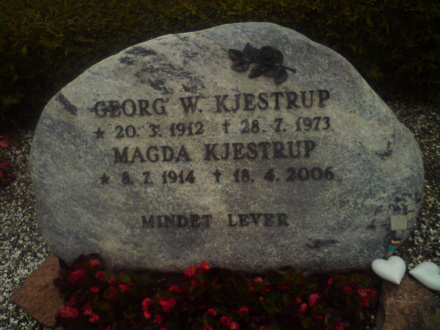 GEORG W. KJESTRUP
* 20. 3. 1912 † 28. 7. 1973
MAGDA KJESTRUP
* 8. 7. 1914 † 18. 4. 2006
MINDET LEVER